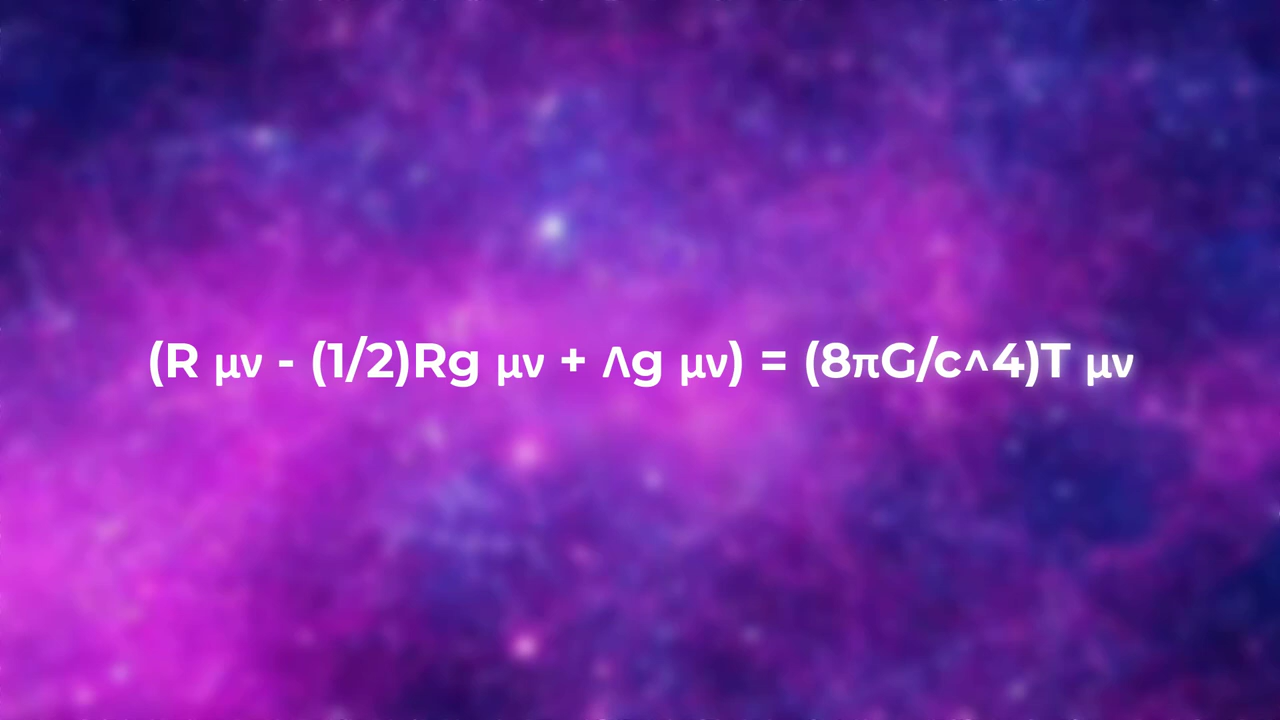 (R μν - (1/2)Rg μν + Λg μν) = (8πG/c^4)T μν